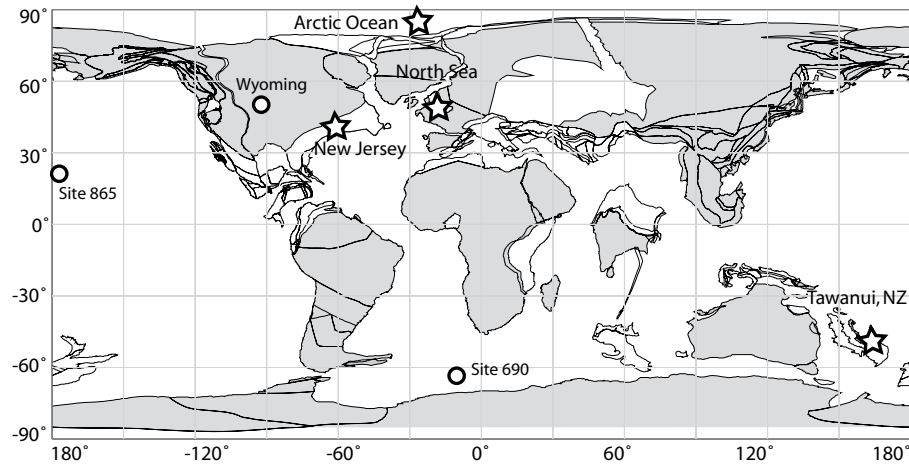 90˚
Arctic Ocean
North Sea
60˚
Wyoming
New Jersey
30˚
Site 865
0˚
-30˚
Tawanui, NZ
-60˚
Site 690
-90˚
180˚ -120˚ -60˚ 0˚ 60˚ 120˚ 180˚